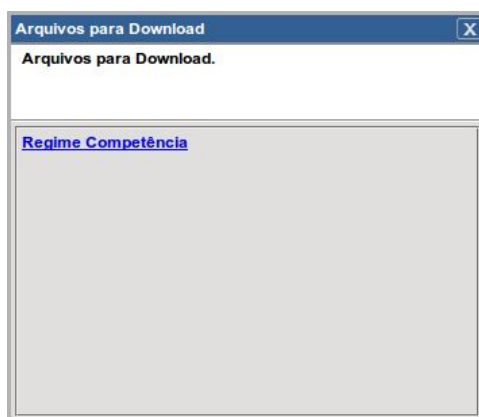 Arquivos para Download
X
Arquivos para Download.
Regime Competência